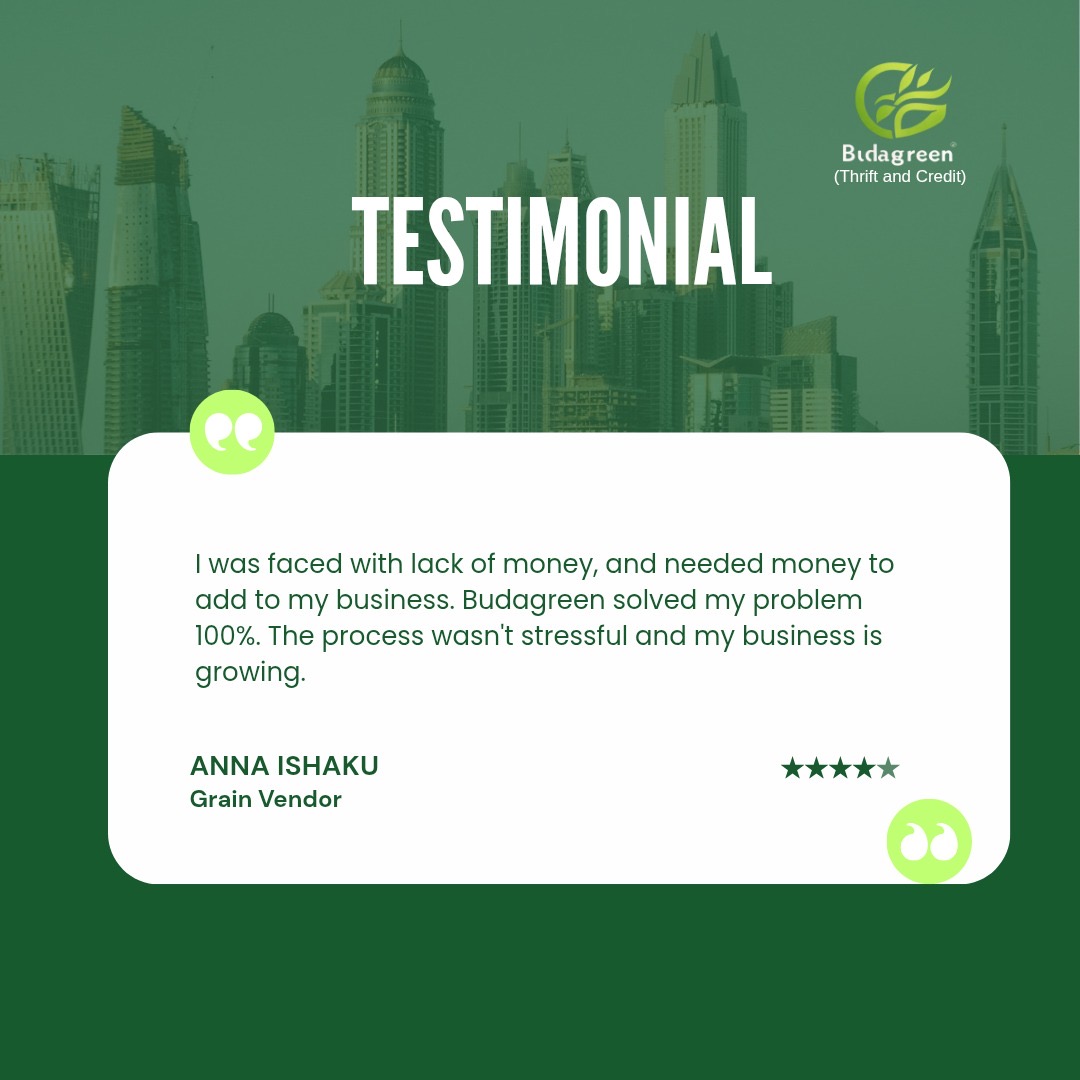 Budagreen
(Thrift and Credit)
TESTIMONIAL
I was faced with lack of money, and needed money to
add to my business. Budagreen solved my problem
100%. The process wasn't stressful and my business is
growing.
ANNA ISHAKU
Grain Vendor